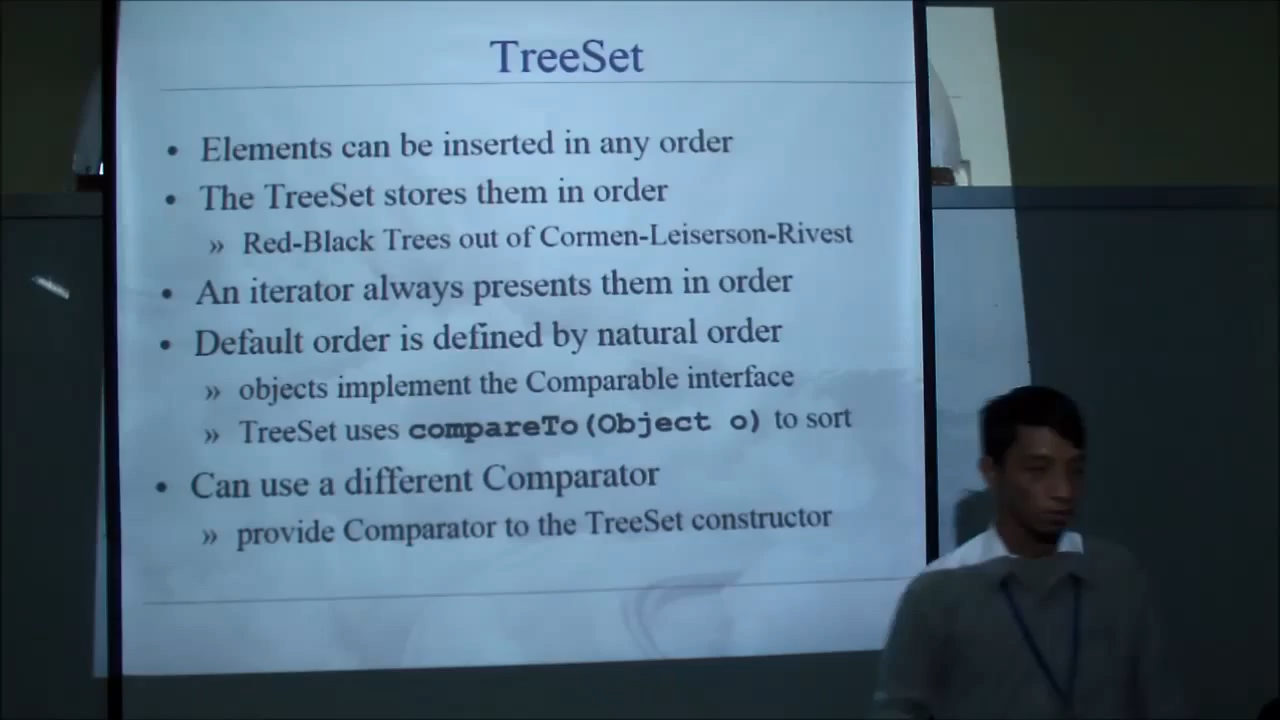 TreeSet
• Elements can be inserted in any order
• The TreeSet stores them in order
» Red-Black Trees out of Cormen-Leiserson-Rivest
• An iterator always presents them in order
• Default order is defined by natural order
» objects implement the Comparable interface
» TreeSet uses compareTo(Object o) to sort
• Can use a different Comparator
» provide Comparator to the TreeSet constructor